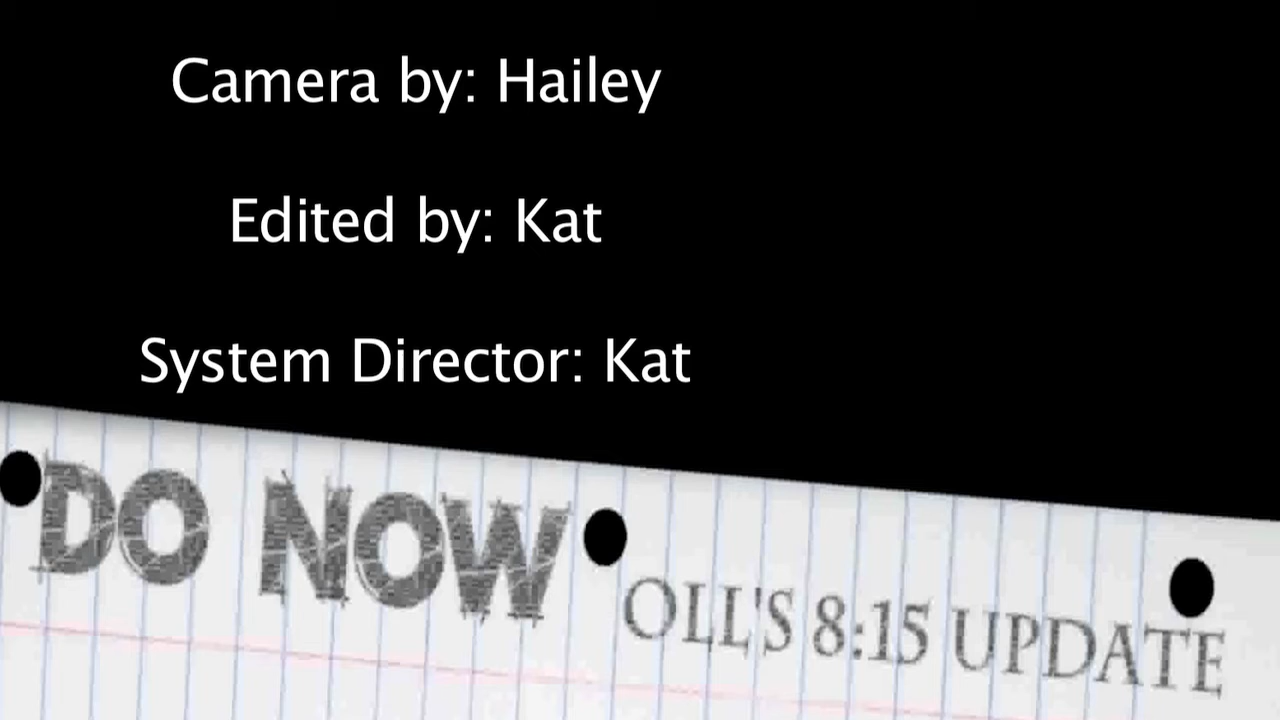 Camera by: Hailey
Edited by: Kat
System Director: Kat
DO NOW OLL'S 8:15 UPDATE